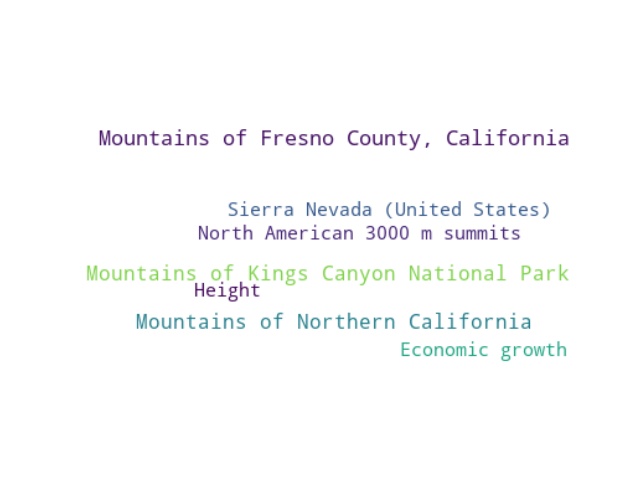 Mountains of Fresno County, California
Sierra Nevada (United States)
North American 3000 m summits
Mountains of Kings Canyon National Park
Height
Mountains of Northern California
Economic growth